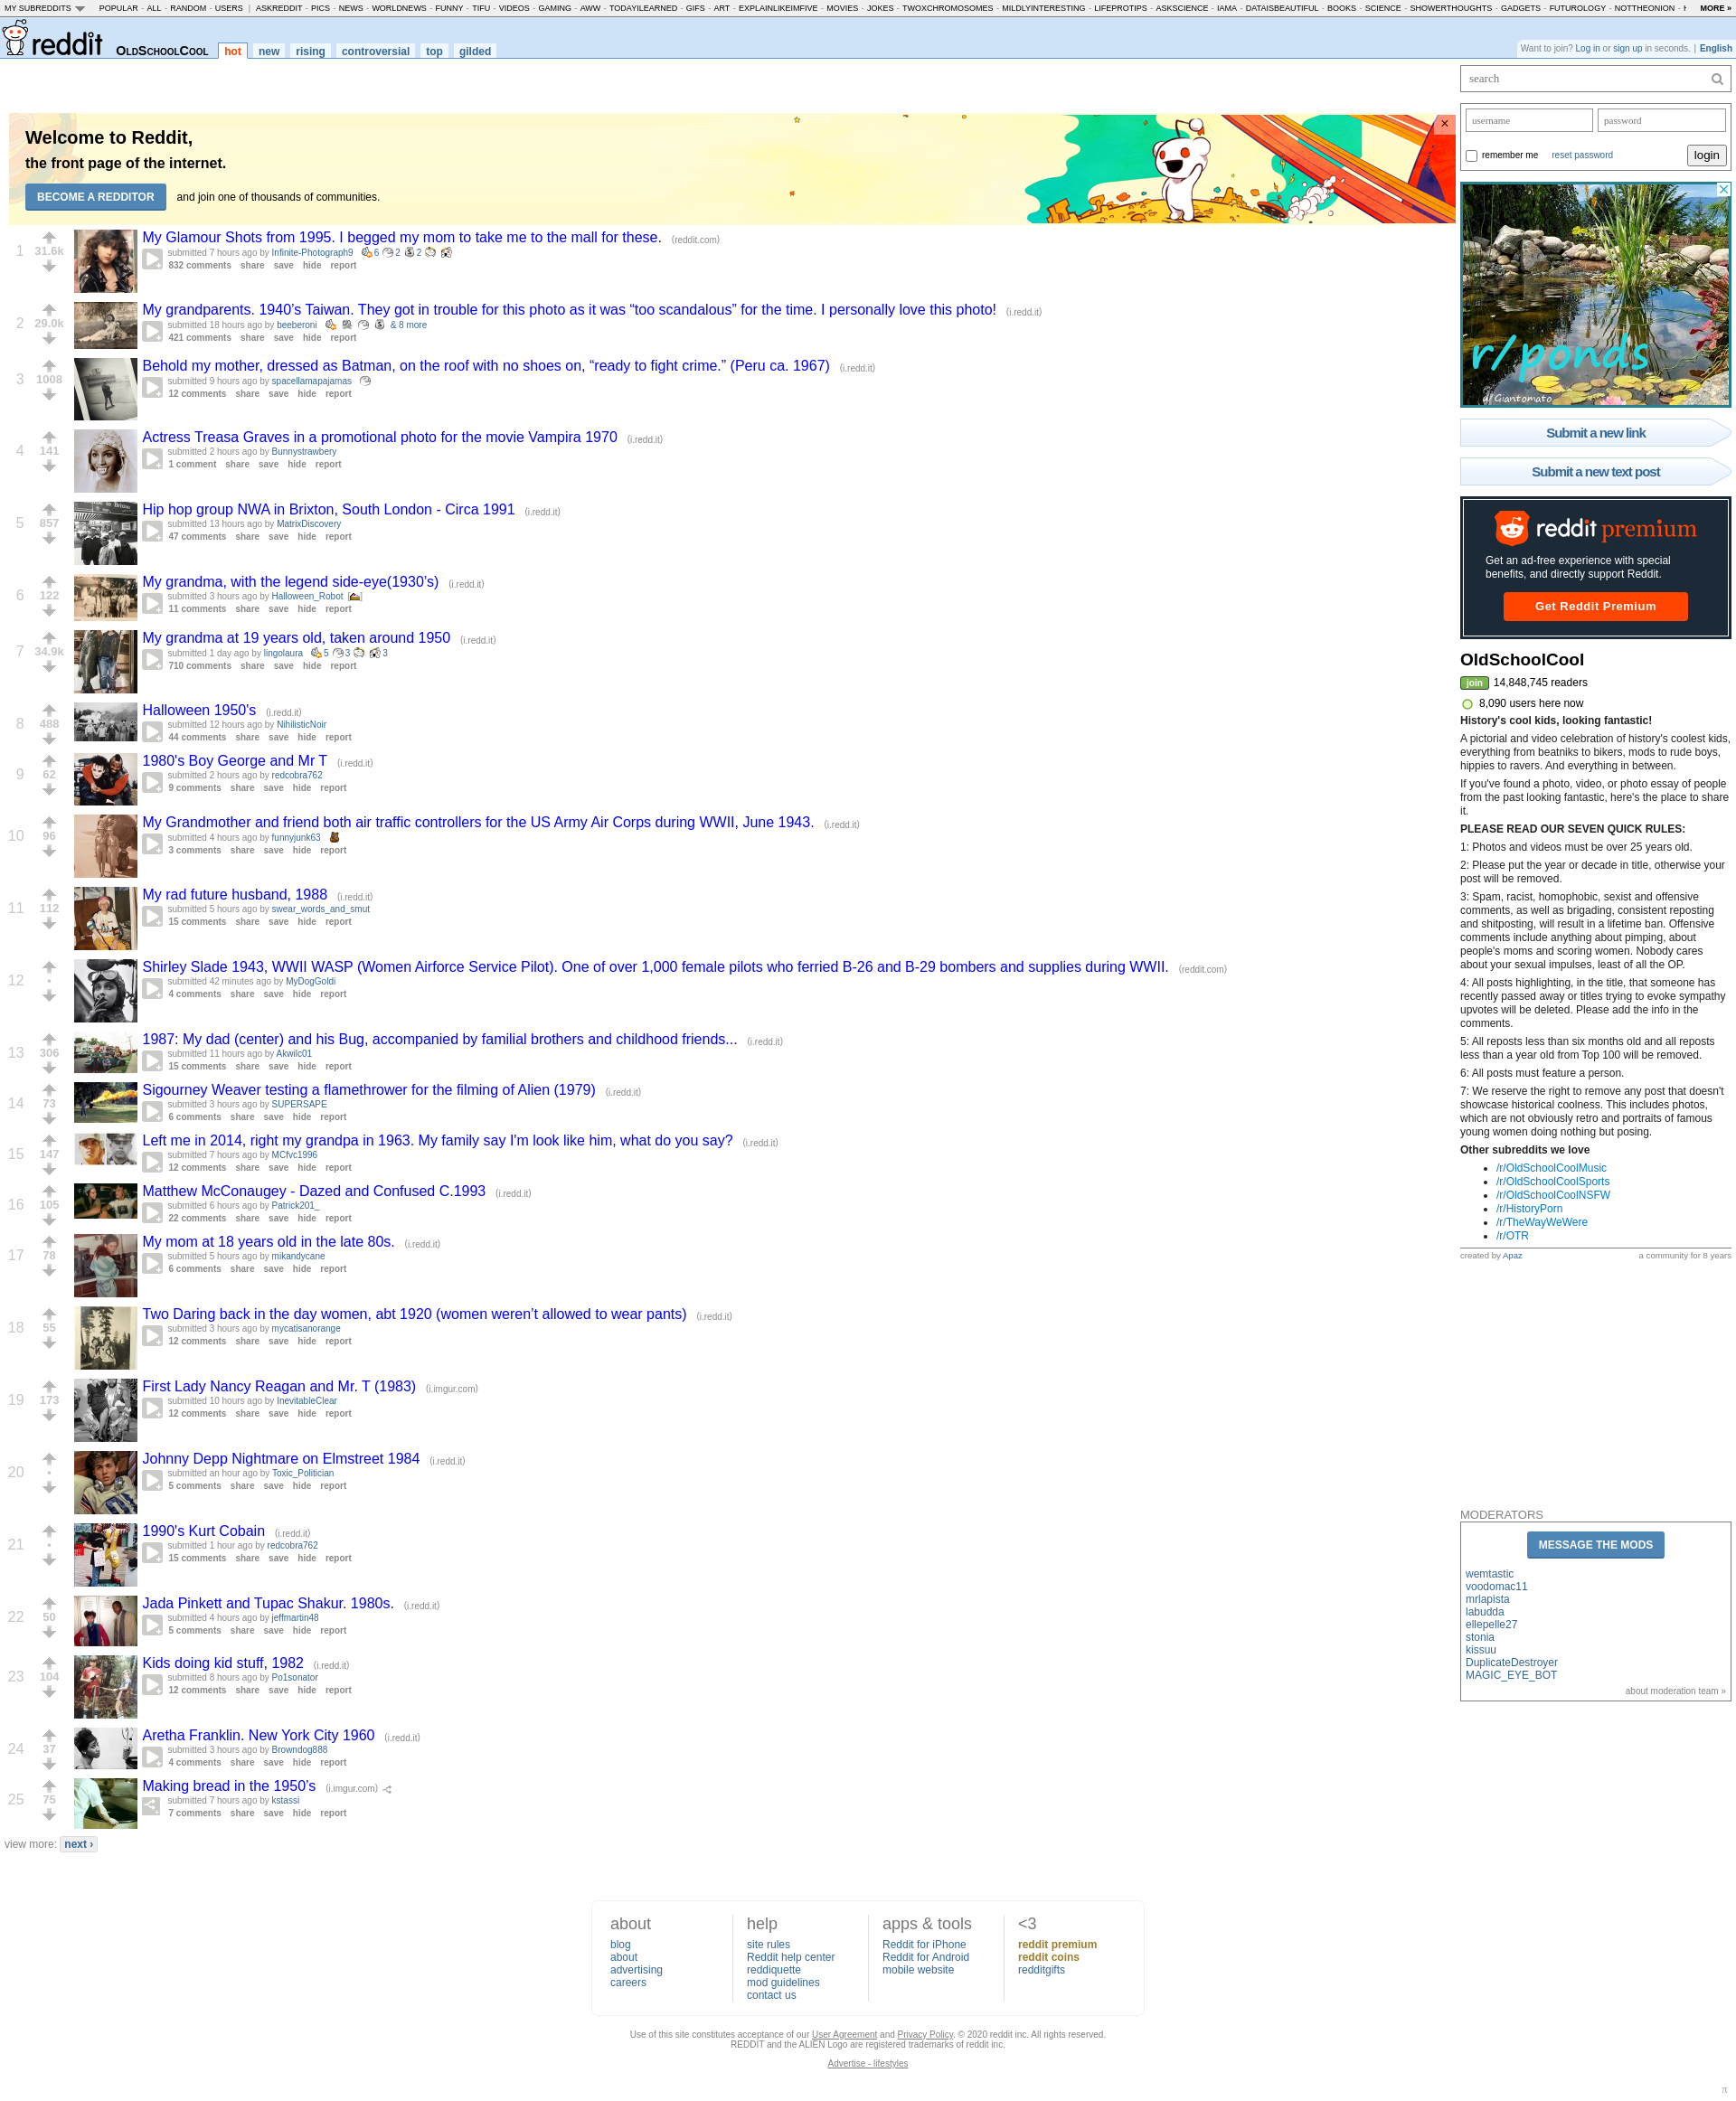 MY SUBREDDITS POPULAR - ALL - RANDOM - USERS | ASKREDDIT - PICS - NEWS - WORLDNEWS - FUNNY - TIFU - VIDEOS - GAMING - AWW - TODAYILEARNED - GIFS - ART - EXPLAINLIKEIMFIVE - MOVIES - JOKES - TWOXCHROMOSOMES - MILDLYINTERESTING - LIFEPROTIPS - ASKSCIENCE - IAMA - DATAISBEAUTIFUL - BOOKS - SCIENCE - SHOWERTHOUGHTS - GADGETS - FUTUROLOGY - NOTTHEONION - MORE »
reddit OLDSCHOOLCOOL hot new rising controversial top gilded
Want to join? Log in or sign up in seconds. | English
Welcome to Reddit,
the front page of the internet.
BECOME A REDDITOR and join one of thousands of communities.
×
1 31.6k My Glamour Shots from 1995. I begged my mom to take me to the mall for these. (reddit.com)
submitted 7 hours ago by Infinite-Photograph9 6 2 2
832 comments share save hide report
2 29.0k My grandparents. 1940's Taiwan. They got in trouble for this photo as it was “too scandalous” for the time. I personally love this photo! (i.redd.it)
submitted 18 hours ago by beeberoni & 8 more
421 comments share save hide report
3 1008 Behold my mother, dressed as Batman, on the roof with no shoes on, “ready to fight crime.” (Peru ca. 1967) (i.redd.it)
submitted 9 hours ago by spacellamapajamas
12 comments share save hide report
4 141 Actress Treasa Graves in a promotional photo for the movie Vampira 1970 (i.redd.it)
submitted 2 hours ago by Bunnystrawbery
1 comment share save hide report
5 857 Hip hop group NWA in Brixton, South London - Circa 1991 (i.redd.it)
submitted 13 hours ago by MatrixDiscovery
47 comments share save hide report
6 122 My grandma, with the legend side-eye(1930's) (i.redd.it)
submitted 3 hours ago by Halloween_Robot
11 comments share save hide report
7 34.9k My grandma at 19 years old, taken around 1950 (i.redd.it)
submitted 1 day ago by lingolaura 5 3 3
710 comments share save hide report
8 488 Halloween 1950's (i.redd.it)
submitted 12 hours ago by NihilisticNoir
44 comments share save hide report
9 62 1980's Boy George and Mr T (i.redd.it)
submitted 2 hours ago by redcobra762
9 comments share save hide report
10 96 My Grandmother and friend both air traffic controllers for the US Army Air Corps during WWII, June 1943. (i.redd.it)
submitted 4 hours ago by funnyjunk63
3 comments share save hide report
11 112 My rad future husband, 1988 (i.redd.it)
submitted 5 hours ago by swear_words_and_smut
15 comments share save hide report
12 • Shirley Slade 1943, WWII WASP (Women Airforce Service Pilot). One of over 1,000 female pilots who ferried B-26 and B-29 bombers and supplies during WWII. (reddit.com)
submitted 42 minutes ago by MyDogGoldi
4 comments share save hide report
13 306 1987: My dad (center) and his Bug, accompanied by familial brothers and childhood friends... (i.redd.it)
submitted 11 hours ago by Akwilc01
15 comments share save hide report
14 73 Sigourney Weaver testing a flamethrower for the filming of Alien (1979) (i.redd.it)
submitted 3 hours ago by SUPERSAPE
6 comments share save hide report
15 147 Left me in 2014, right my grandpa in 1963. My family say I'm look like him, what do you say? (i.redd.it)
submitted 7 hours ago by MCfvc1996
12 comments share save hide report
16 105 Matthew McConaugey - Dazed and Confused C.1993 (i.redd.it)
submitted 6 hours ago by Patrick201_
22 comments share save hide report
17 78 My mom at 18 years old in the late 80s. (i.redd.it)
submitted 5 hours ago by mikandycane
6 comments share save hide report
18 55 Two Daring back in the day women, abt 1920 (women weren't allowed to wear pants) (i.redd.it)
submitted 3 hours ago by mycatisanorange
12 comments share save hide report
19 173 First Lady Nancy Reagan and Mr. T (1983) (i.imgur.com)
submitted 10 hours ago by InevitableClear
12 comments share save hide report
20 • Johnny Depp Nightmare on Elmstreet 1984 (i.redd.it)
submitted an hour ago by Toxic_Politician
5 comments share save hide report
21 • 1990's Kurt Cobain (i.redd.it)
submitted 1 hour ago by redcobra762
15 comments share save hide report
22 50 Jada Pinkett and Tupac Shakur. 1980s. (i.redd.it)
submitted 4 hours ago by jeffmartin48
5 comments share save hide report
23 104 Kids doing kid stuff, 1982 (i.redd.it)
submitted 8 hours ago by Po1sonator
12 comments share save hide report
24 37 Aretha Franklin. New York City 1960 (i.redd.it)
submitted 3 hours ago by Browndog888
4 comments share save hide report
25 75 Making bread in the 1950's (i.imgur.com)
submitted 7 hours ago by kstassi
7 comments share save hide report
view more: next ›
search
username password
remember me reset password login
r/ponds
u/Giantomato
Submit a new link
Submit a new text post
reddit premium
Get an ad-free experience with special
benefits, and directly support Reddit.
Get Reddit Premium
OldSchoolCool
join 14,848,745 readers
8,090 users here now
History's cool kids, looking fantastic!
A pictorial and video celebration of history's coolest kids,
everything from beatniks to bikers, mods to rude boys,
hippies to ravers. And everything in between.
If you've found a photo, video, or photo essay of people
from the past looking fantastic, here's the place to share
it.
PLEASE READ OUR SEVEN QUICK RULES:
1: Photos and videos must be over 25 years old.
2: Please put the year or decade in title, otherwise your
post will be removed.
3: Spam, racist, homophobic, sexist and offensive
comments, as well as brigading, consistent reposting
and shitposting, will result in a lifetime ban. Offensive
comments include anything about pimping, about
people's moms and scoring women. Nobody cares
about your sexual impulses, least of all the OP.
4: All posts highlighting, in the title, that someone has
recently passed away or titles trying to evoke sympathy
upvotes will be deleted. Please add the info in the
comments.
5: All reposts less than six months old and all reposts
less than a year old from Top 100 will be removed.
6: All posts must feature a person.
7: We reserve the right to remove any post that doesn't
showcase historical coolness. This includes photos,
which are not obviously retro and portraits of famous
young women doing nothing but posing.
Other subreddits we love
/r/OldSchoolCoolMusic
/r/OldSchoolCoolSports
/r/OldSchoolCoolNSFW
/r/HistoryPorn
/r/TheWayWeWere
/r/OTR
created by Apaz a community for 8 years
MODERATORS
MESSAGE THE MODS
wemtastic
voodomac11
mrlapista
labudda
ellepelle27
stonia
kissuu
DuplicateDestroyer
MAGIC_EYE_BOT
about moderation team »
about
blog
about
advertising
careers
help
site rules
Reddit help center
reddiquette
mod guidelines
contact us
apps & tools
Reddit for iPhone
Reddit for Android
mobile website
<3
reddit premium
reddit coins
redditgifts
Use of this site constitutes acceptance of our User Agreement and Privacy Policy. © 2020 reddit inc. All rights reserved.
REDDIT and the ALIEN Logo are registered trademarks of reddit inc.
Advertise - lifestyles
π